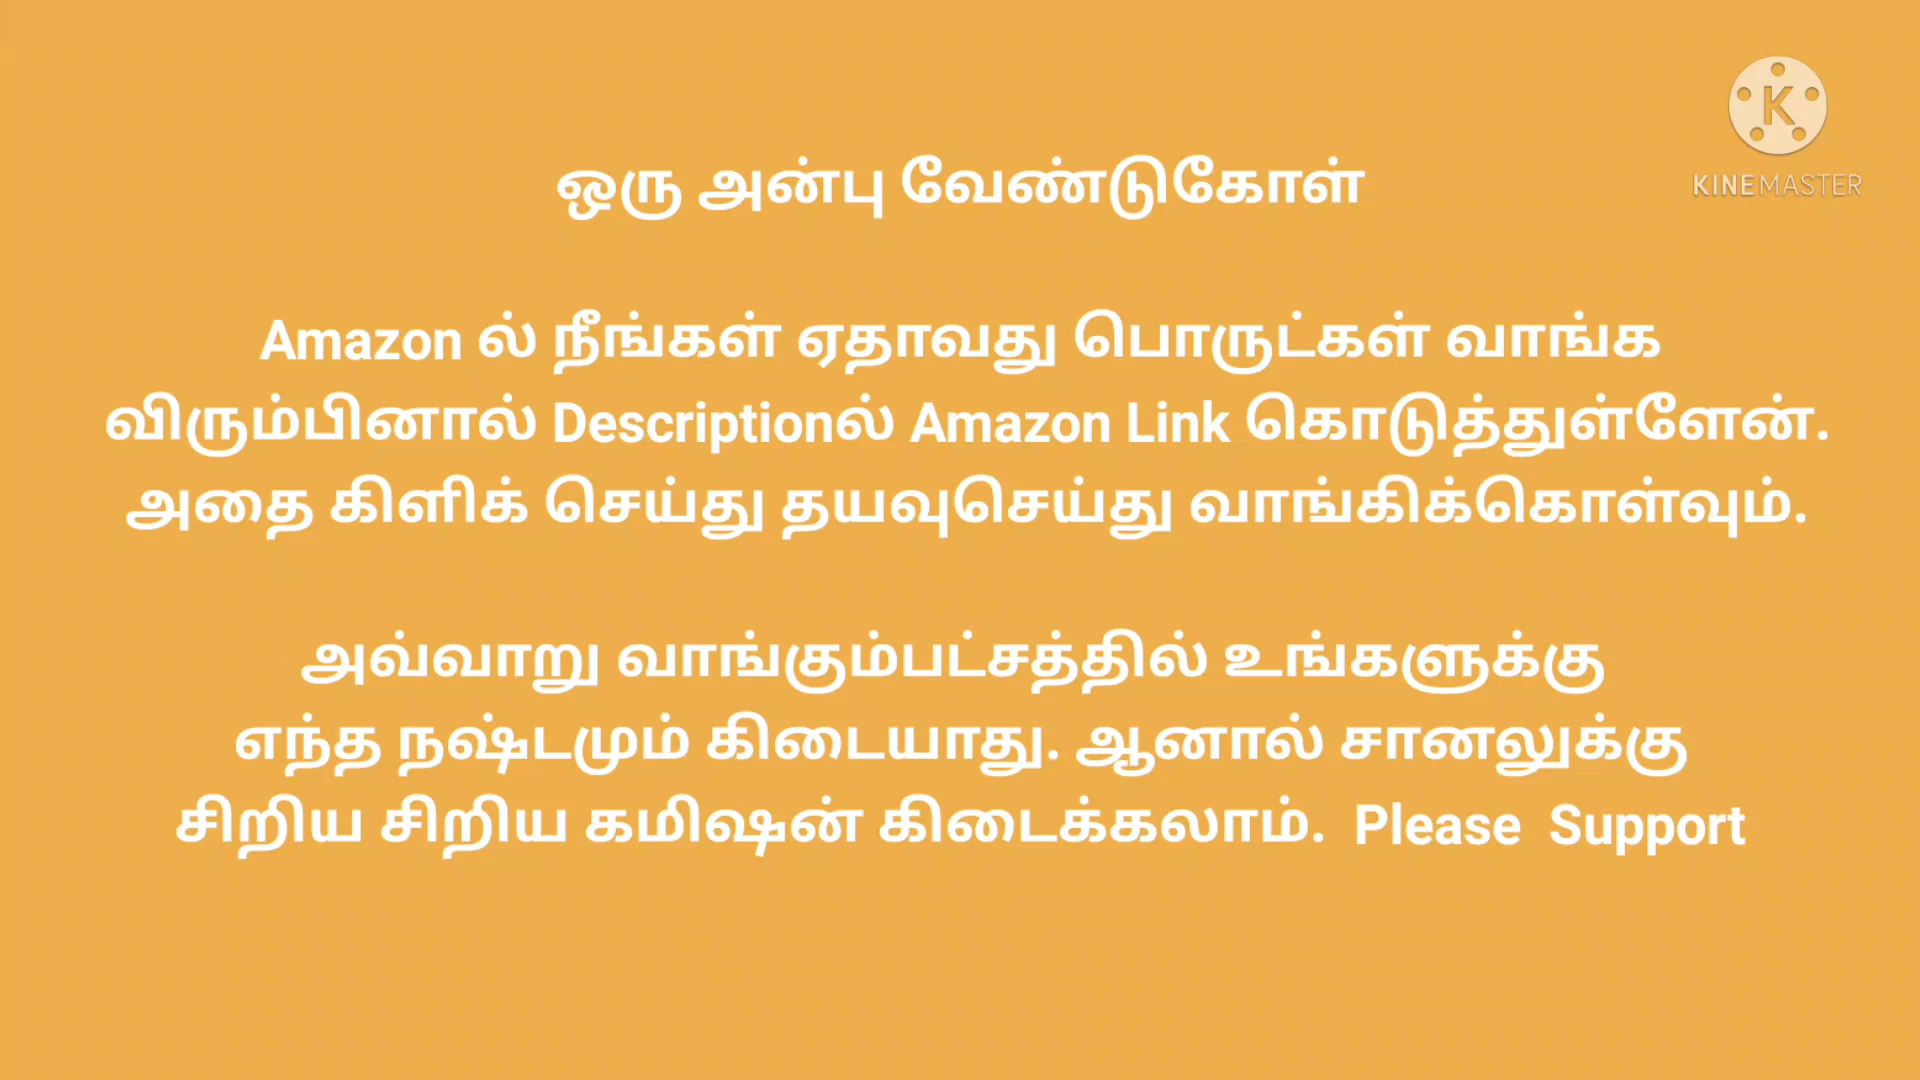 ஒரு அன்பு வேண்டுகோள்
Amazon ல் நீங்கள் ஏதாவது பொருட்கள் வாங்க
விரும்பினால் Descriptionல் Amazon Link கொடுத்துள்ளேன்.
அதை கிளிக் செய்து தயவுசெய்து வாங்கிக்கொள்வும்.
அவ்வாறு வாங்கும்பட்சத்தில் உங்களுக்கு
எந்த நஷ்டமும் கிடையாது. ஆனால் சானலுக்கு
சிறிய சிறிய கமிஷன் கிடைக்கலாம். Please Support
K
KINEMASTER